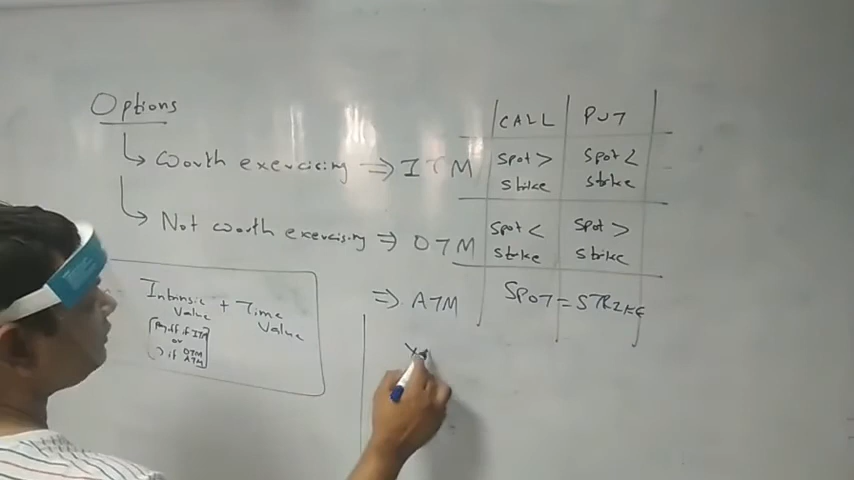 Options
CALL PUT
Worth exercising => ITM Spot > strike Spot < strike
Not worth exercising => OTM Spot < strike Spot > strike
=> ATM SPOT = STRIKE
Intrinsic Value + Time Value
Payoff if ITM
or
if OTM
ATM